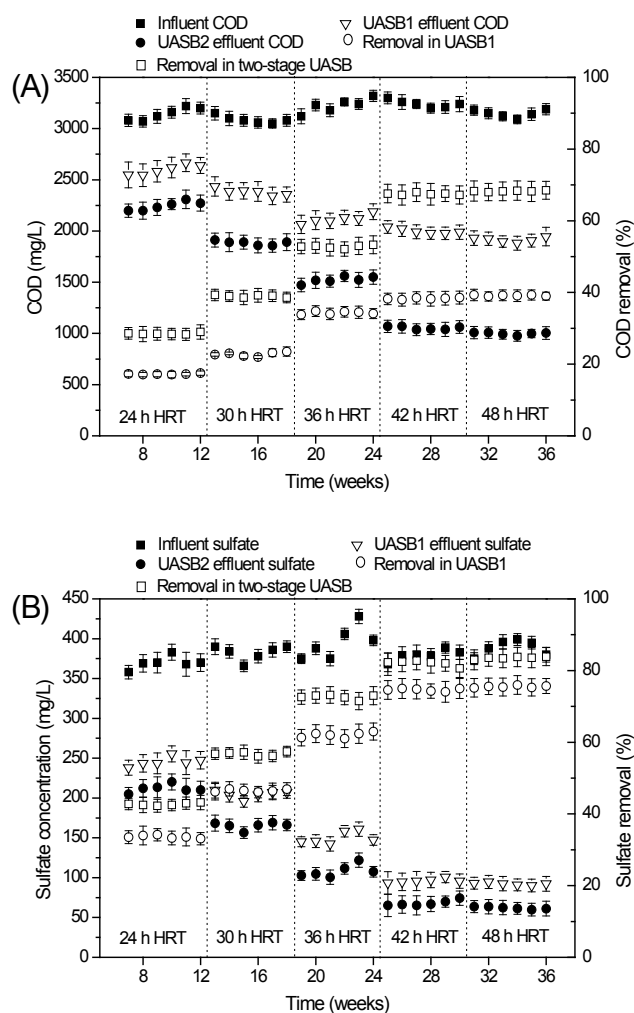 Influent COD
UASB1 effluent COD
UASB2 effluent COD
Removal in UASB1
Removal in two-stage UASB
(A)
3500
3000
2500
2000
1500
1000
500
0
COD (mg/L)
100
80
60
40
20
0
COD removal (%)
24 h HRT
30 h HRT
36 h HRT
42 h HRT
48 h HRT
8
12
16
20
24
28
32
36
Time (weeks)
Influent sulfate
UASB1 effluent sulfate
UASB2 effluent sulfate
Removal in UASB1
Removal in two-stage UASB
(B)
450
400
350
300
250
200
150
100
50
0
Sulfate concentration (mg/L)
100
80
60
40
20
0
Sulfate removal (%)
24 h HRT
30 h HRT
36 h HRT
42 h HRT
48 h HRT
8
12
16
20
24
28
32
36
Time (weeks)